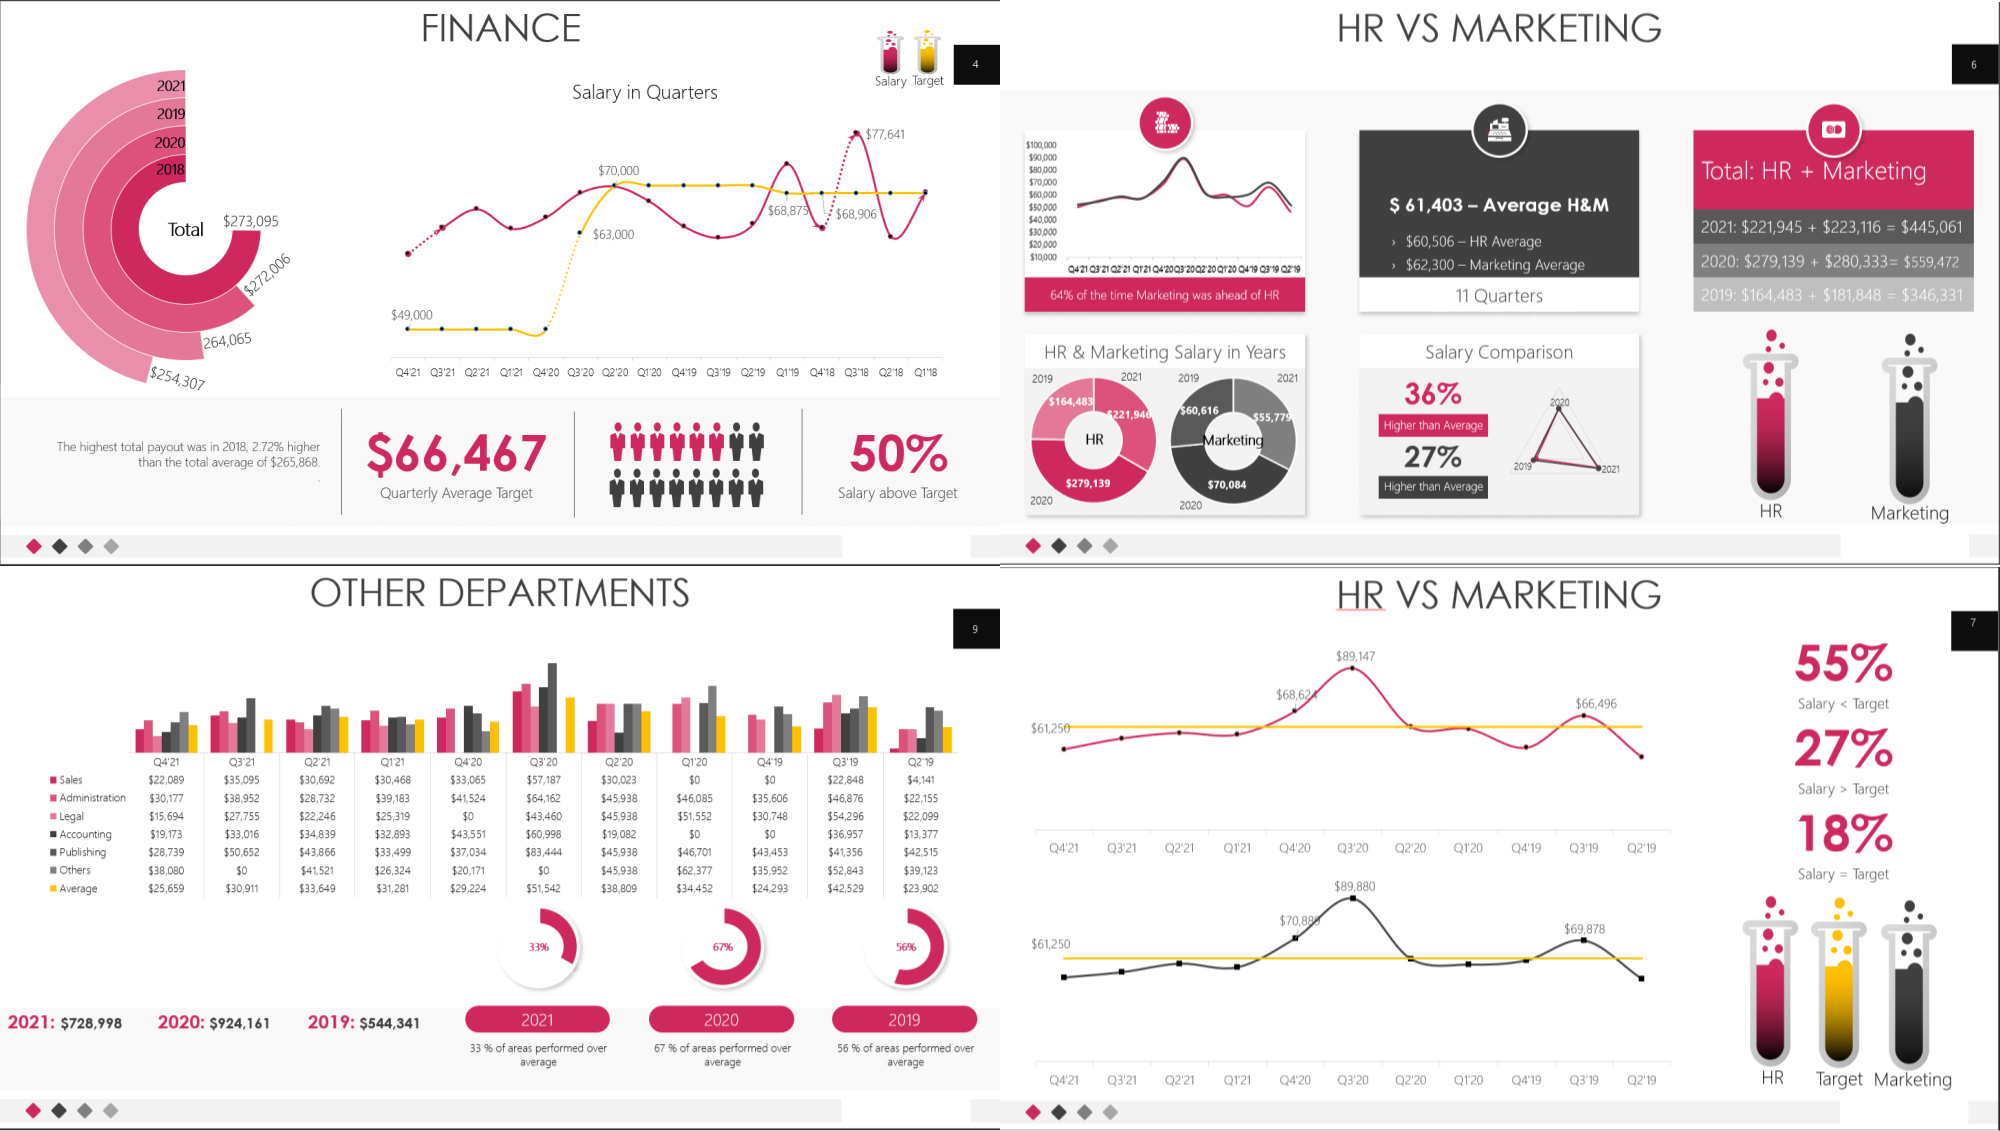 FINANCE
Salary Target
4
2021
2019
2020
2018
Total
$273,095
$272,006
264,065
$254,307
Salary in Quarters
$77,641
$70,000
$68,875
$68,906
$63,000
$49,000
Q4'21 Q3'21 Q2'21 Q1'21 Q4'20 Q3'20 Q2'20 Q1'20 Q4'19 Q3'19 Q2'19 Q1'19 Q4'18 Q3'18 Q2'18 Q1'18
The highest total payout was in 2018, 2.72% higher
than the total average of $265,868.
.
$66,467
Quarterly Average Target
50%
Salary above Target
HR VS MARKETING
6
$100,000
$90,000
$80,000
$70,000
$60,000
$50,000
$40,000
$30,000
$20,000
$10,000
Q4'21 Q3'21 Q2'21 Q1'21 Q4'20 Q3'20 Q2'20 Q1'20 Q4'19 Q3'19 Q2'19
64% of the time Marketing was ahead of HR
$ 61,403 – Average H&M
› $60,506 – HR Average
› $62,300 – Marketing Average
11 Quarters
Total: HR + Marketing
2021: $221,945 + $223,116 = $445,061
2020: $279,139 + $280,333= $559,472
2019: $164,483 + $181,848 = $346,331
HR & Marketing Salary in Years
2019 2021
$164,483
$221,946
HR
$279,139
2020
2019 2021
$60,616
$55,779
Marketing
$70,084
2020
Salary Comparison
36%
Higher than Average
27%
Higher than Average
2020
2019
2021
HR
Marketing
OTHER DEPARTMENTS
9
Q4'21 Q3'21 Q2'21 Q1'21 Q4'20 Q3'20 Q2'20 Q1'20 Q4'19 Q3'19 Q2'19
Sales $22,089 $35,095 $30,692 $30,468 $33,065 $57,187 $30,023 $0 $0 $22,848 $4,141
Administration $30,177 $38,952 $28,732 $39,183 $41,524 $64,162 $45,938 $46,085 $35,606 $46,876 $22,155
Legal $15,694 $27,755 $22,246 $25,319 $0 $43,460 $45,938 $51,552 $30,748 $54,296 $22,099
Accounting $19,173 $33,016 $34,839 $32,893 $43,551 $60,998 $19,082 $0 $0 $36,957 $13,377
Publishing $28,739 $50,652 $43,866 $33,499 $37,034 $83,444 $45,938 $46,701 $43,453 $41,356 $42,515
Others $38,080 $0 $41,521 $26,324 $20,171 $0 $45,938 $62,377 $35,952 $52,843 $39,123
Average $25,659 $30,911 $33,649 $31,281 $29,224 $51,542 $38,809 $34,452 $24,293 $42,529 $23,902
33%
67%
56%
2021: $728,998
2020: $924,161
2019: $544,341
2021
33 % of areas performed over
average
2020
67 % of areas performed over
average
2019
56 % of areas performed over
average
HR VS MARKETING
7
$89,147
$68,624
$66,496
$61,250
Q4'21 Q3'21 Q2'21 Q1'21 Q4'20 Q3'20 Q2'20 Q1'20 Q4'19 Q3'19 Q2'19
$89,880
$70,889
$69,878
$61,250
Q4'21 Q3'21 Q2'21 Q1'21 Q4'20 Q3'20 Q2'20 Q1'20 Q4'19 Q3'19 Q2'19
55%
Salary < Target
27%
Salary > Target
18%
Salary = Target
HR Target Marketing